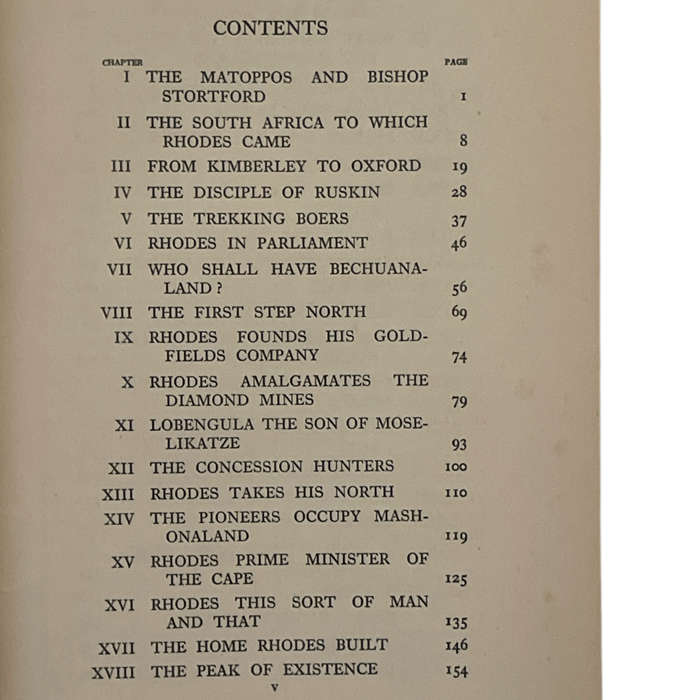 CONTENTS
CHAPTER PAGE
I THE MATOPPOS AND BISHOP
STORTFORD 1
II THE SOUTH AFRICA TO WHICH
RHODES CAME 8
III FROM KIMBERLEY TO OXFORD 19
IV THE DISCIPLE OF RUSKIN 28
V THE TREKKING BOERS 37
VI RHODES IN PARLIAMENT 46
VII WHO SHALL HAVE BECHUANA-
LAND? 56
VIII THE FIRST STEP NORTH 69
IX RHODES FOUNDS HIS GOLD-
FIELDS COMPANY 74
X RHODES AMALGAMATES THE
DIAMOND MINES 79
XI LOBENGULA THE SON OF MOSE-
LIKATZE 93
XII THE CONCESSION HUNTERS 100
XIII RHODES TAKES HIS NORTH 110
XIV THE PIONEERS OCCUPY MASH-
ONALAND 119
XV RHODES PRIME MINISTER OF
THE CAPE 125
XVI RHODES THIS SORT OF MAN
AND THAT 135
XVII THE HOME RHODES BUILT 146
XVIII THE PEAK OF EXISTENCE 154
v